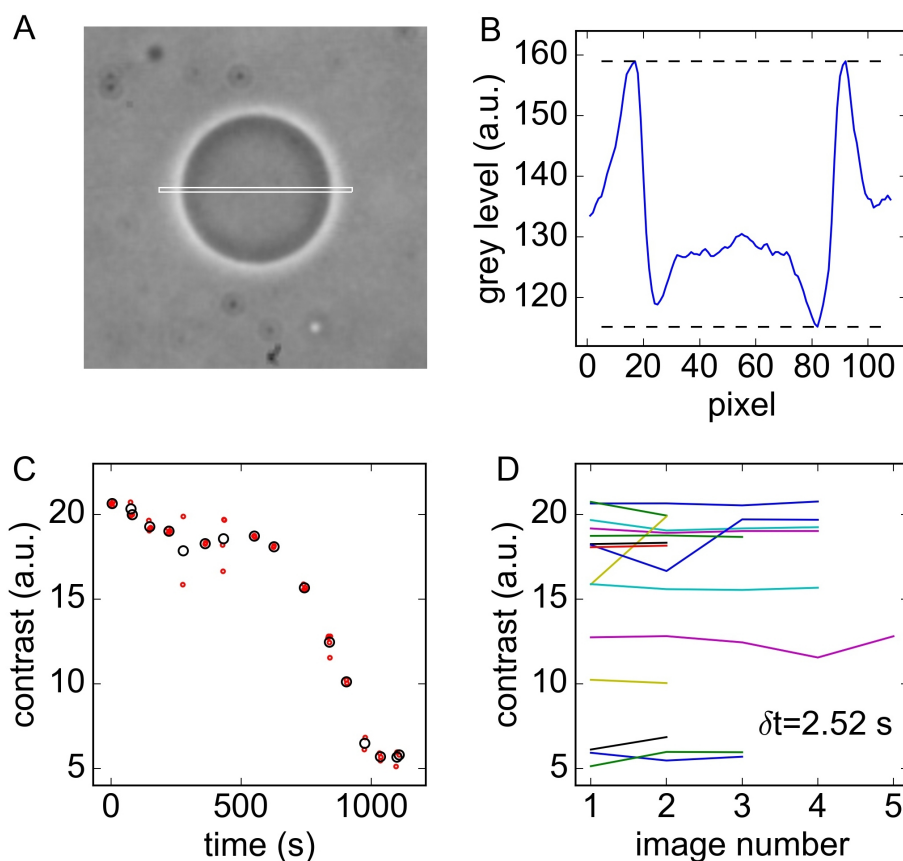 A
B
160
150
140
130
120
grey level (a.u.)
0 20 40 60 80 100
pixel
C
20
15
10
5
contrast (a.u.)
0 500 1000
time (s)
D
20
15
10
5
contrast (a.u.)
δt=2.52 s
1 2 3 4 5
image number